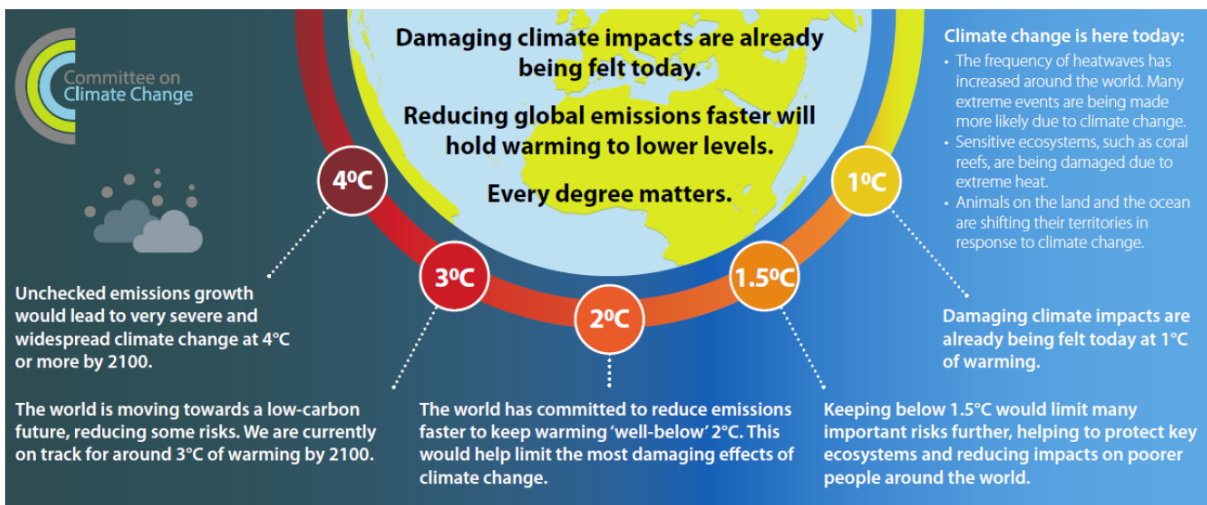 Committee on
Climate Change
Damaging climate impacts are already
being felt today.
Reducing global emissions faster will
hold warming to lower levels.
Every degree matters.
Climate change is here today:
• The frequency of heatwaves has
increased around the world. Many
extreme events are being made
more likely due to climate change.
• Sensitive ecosystems, such as coral
reefs, are being damaged due to
extreme heat.
• Animals on the land and the ocean
are shifting their territories in
response to climate change.
4⁰C
3⁰C
2⁰C
1.5⁰C
1⁰C
Unchecked emissions growth
would lead to very severe and
widespread climate change at 4°C
or more by 2100.
The world is moving towards a low-carbon
future, reducing some risks. We are currently
on track for around 3°C of warming by 2100.
The world has committed to reduce emissions
faster to keep warming ‘well-below’ 2°C. This
would help limit the most damaging effects of
climate change.
Keeping below 1.5°C would limit many
important risks further, helping to protect key
ecosystems and reducing impacts on poorer
people around the world.
Damaging climate impacts are
already being felt today at 1°C
of warming.